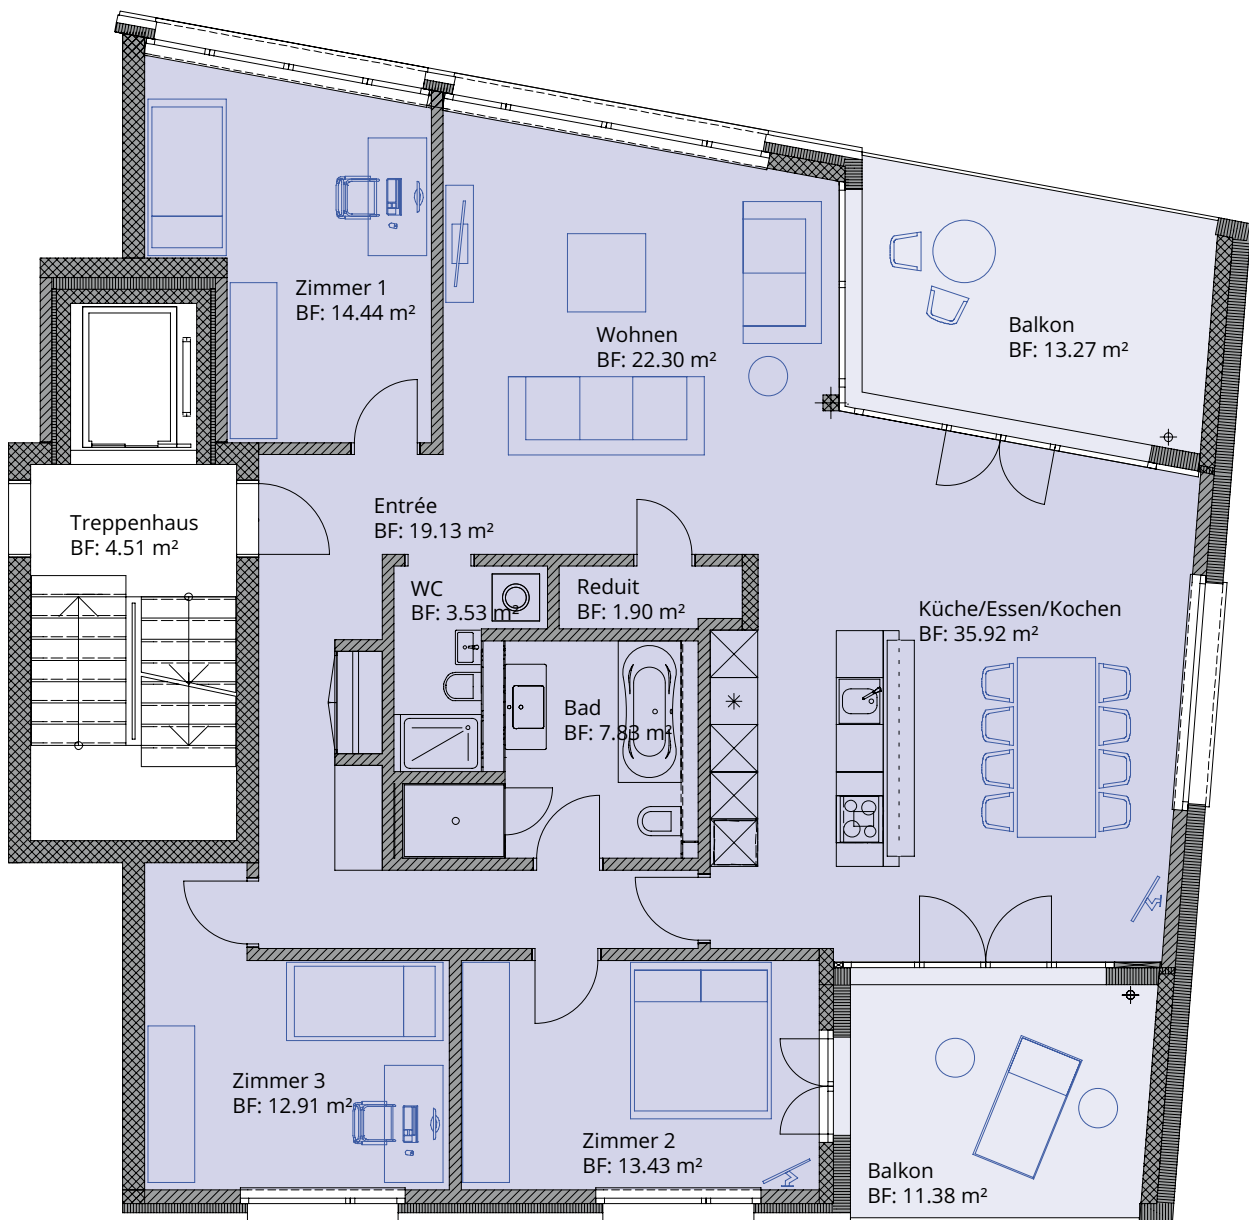 Zimmer 1
BF: 14.44 m²
Wohnen
BF: 22.30 m²
Balkon
BF: 13.27 m²
Treppenhaus
BF: 4.51 m²
Entrée
BF: 19.13 m²
WC
BF: 3.53 m²
Reduit
BF: 1.90 m²
Küche/Essen/Kochen
BF: 35.92 m²
Bad
BF: 7.83 m²
Zimmer 3
BF: 12.91 m²
Zimmer 2
BF: 13.43 m²
Balkon
BF: 11.38 m²